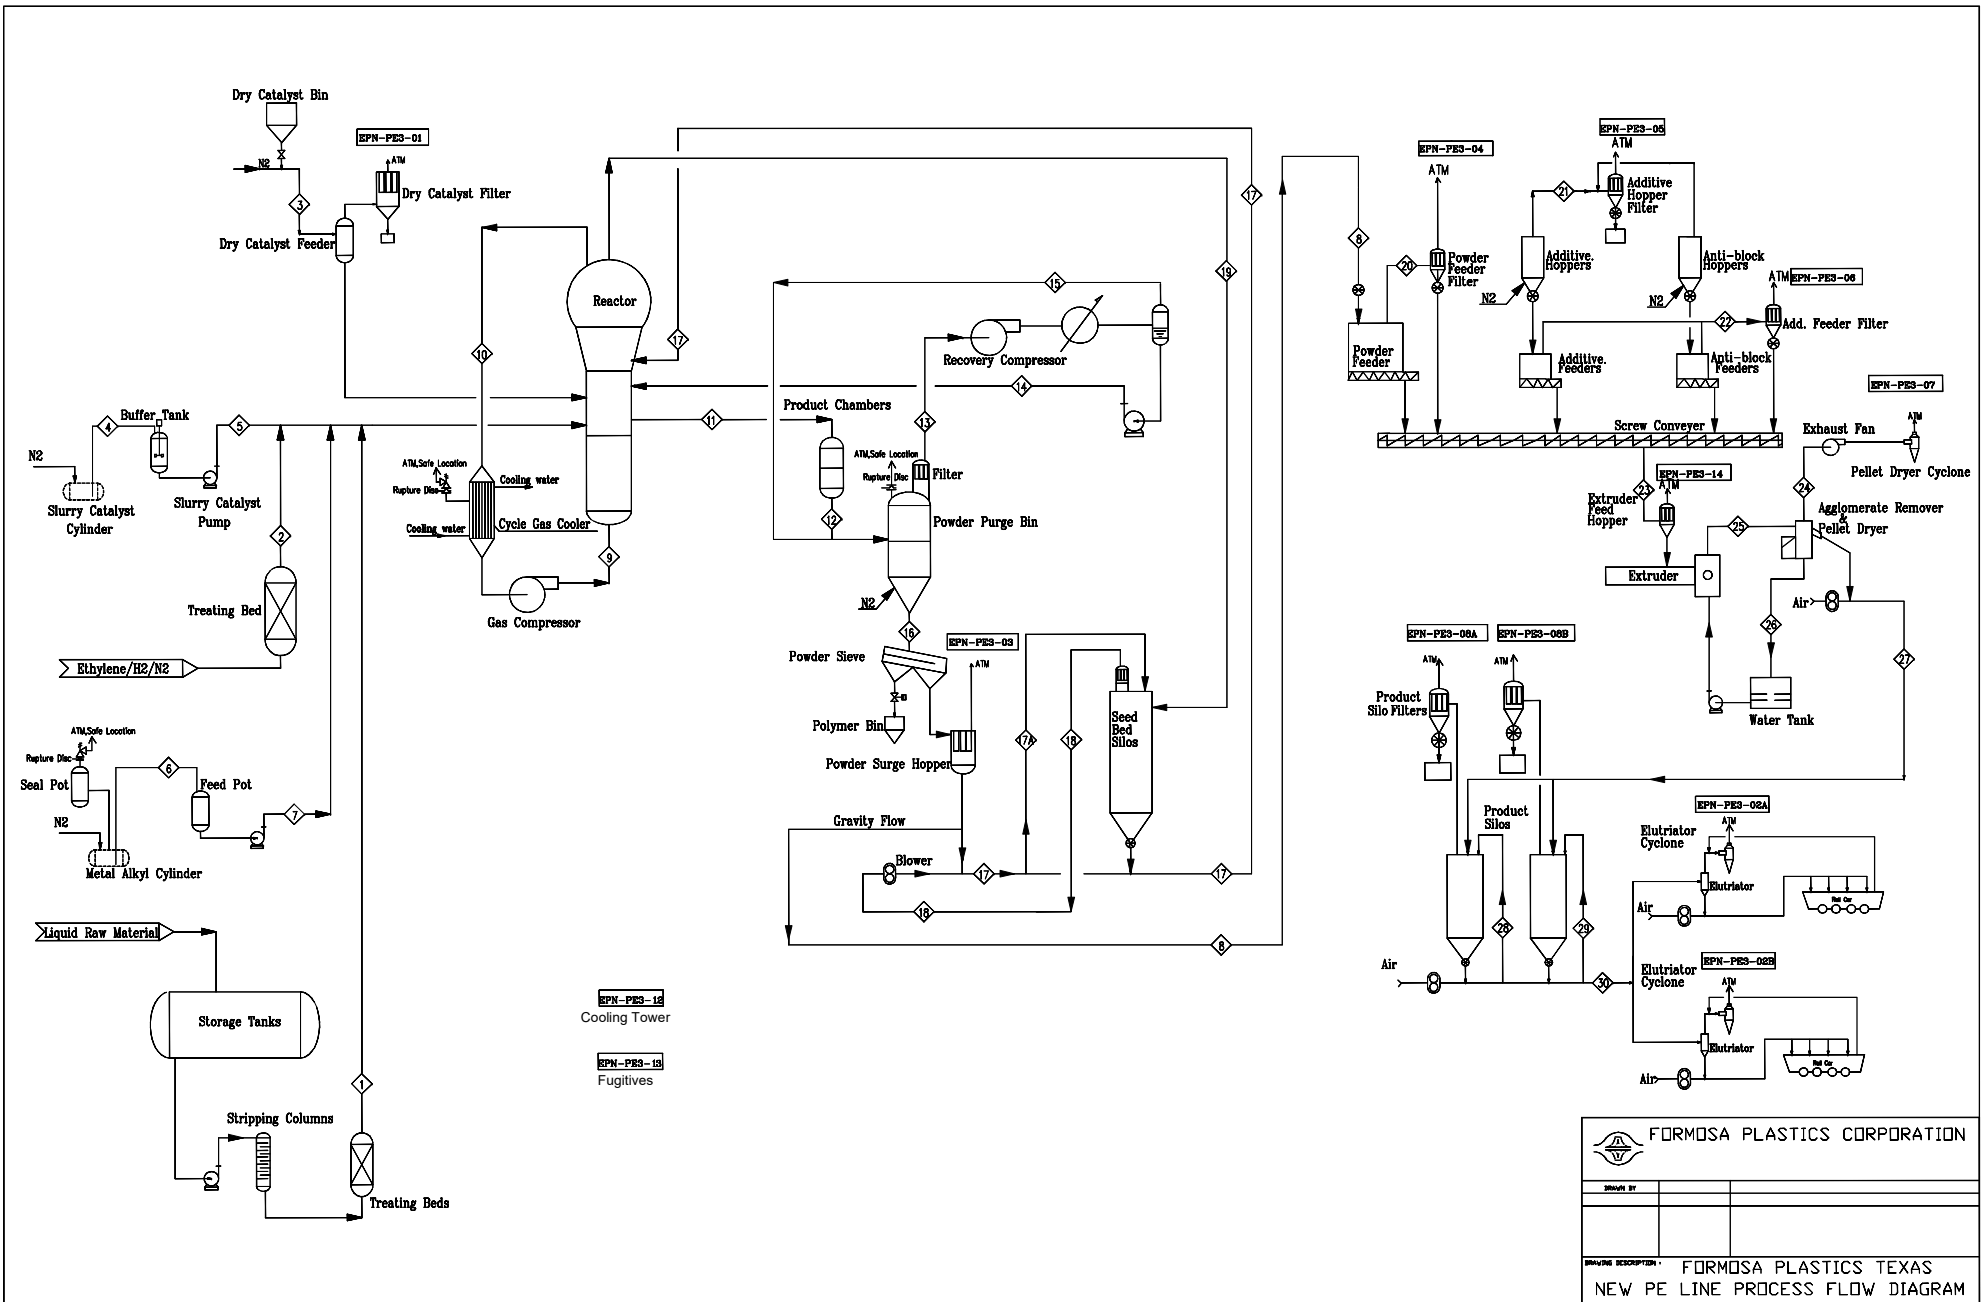 Dry Catalyst Bin
EPN-PE3-01
N2
ATM
Dry Catalyst Filter
3
Dry Catalyst Feeder
Reactor
10
17
17
19
15
Recovery Compressor
14
13
11
Product Chambers
Buffer Tank
4
5
N2
Slurry Catalyst
Cylinder
Slurry Catalyst
Pump
2
Treating Bed
Ethylene/H2/N2
ATM,Safe Location
Rupture Disc
Cooling water
Cooling water
Cycle Gas Cooler
9
Gas Compressor
12
ATM,Safe Location
Rupture Disc
Filter
Powder Purge Bin
N2
16
Powder Sieve
EPN-PE3-03
ATM
Polymer Bin
Powder Surge Hopper
17A
18
Seed
Bed
Silos
Gravity Flow
Blower
17
17
18
8
ATM,Safe Location
Rupture Disc
Seal Pot
6
Feed Pot
7
N2
Metal Alkyl Cylinder
Liquid Raw Material
Storage Tanks
1
Stripping Columns
Treating Beds
EPN-PE3-12
Cooling Tower
EPN-PE3-13
Fugitives
8
EPN-PE3-04
ATM
20
Powder
Feeder
Filter
Powder
Feeder
EPN-PE3-05
ATM
21
Additive
Hopper
Filter
Additive.
Hoppers
N2
Anti-block
Hoppers
N2
ATM
EPN-PE3-06
22
Add. Feeder Filter
Additive.
Feeders
Anti-block
Feeders
EPN-PE3-07
ATM
Screw Conveyer
Exhaust Fan
Pellet Dryer Cyclone
23
EPN-PE3-14
ATM
Extruder
Feed
Hopper
24
Agglomerate Remover
&
Pellet Dryer
25
Extruder
Air
26
27
Water Tank
EPN-PE3-08A
EPN-PE3-08B
ATM
ATM
Product
Silo Filters
Product
Silos
28
29
Air
30
EPN-PE3-02A
ATM
Elutriator
Cyclone
Elutriator
Air
Rail Car
EPN-PE3-02B
ATM
Elutriator
Cyclone
Elutriator
Air
Rail Car
FORMOSA PLASTICS CORPORATION
DRAWN BY
DRAWING DESCRIPTION :
FORMOSA PLASTICS TEXAS
NEW PE LINE PROCESS FLOW DIAGRAM